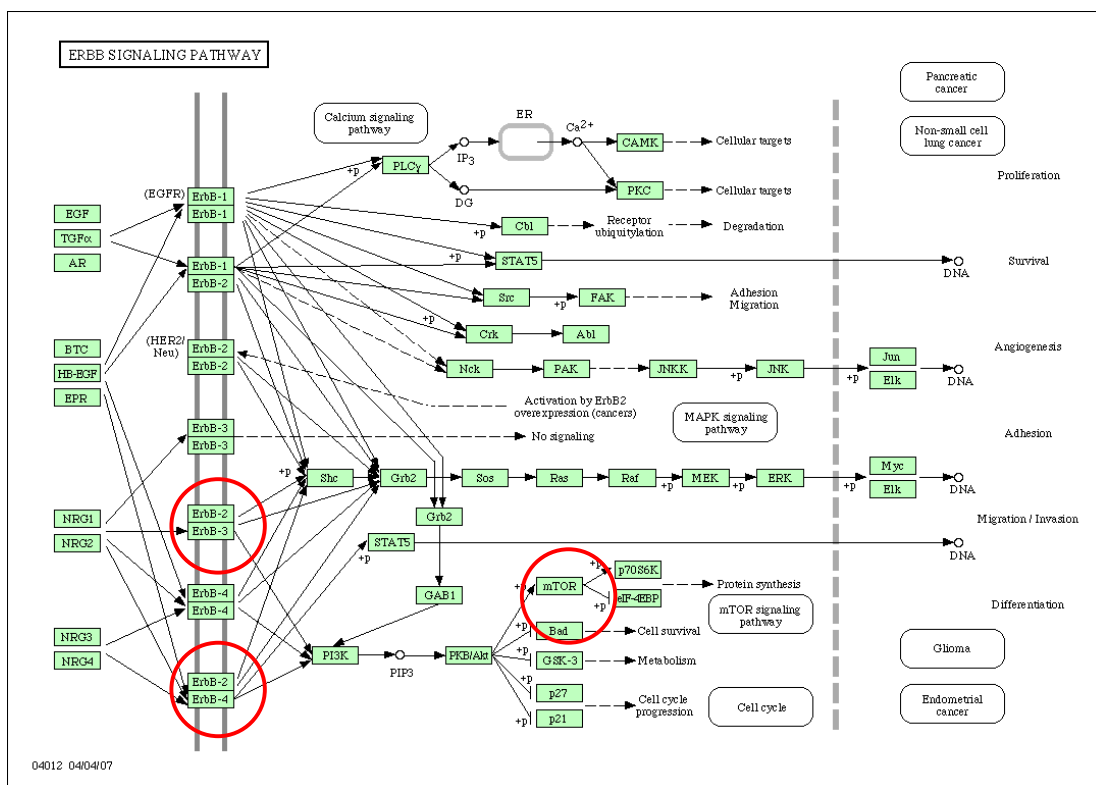 ERBB SIGNALING PATHWAY
Pancreatic
cancer
Non-small cell
lung cancer
Calcium signaling
pathway
ER
Ca2+
IP3
DG
PLCγ
+p
CAMK
Cellular targets
PKC
Cellular targets
Proliferation
(EGFR)
ErbB-1
ErbB-1
EGF
TGFα
AR
ErbB-1
ErbB-2
+p
Cbl
Receptor
ubiquitylation
Degradation
+p
STAT5
DNA
Survival
Src
+p
FAK
Adhesion
Migration
+p
Crk
Abl
BTC
HB-EGF
EPR
(HER2/
Neu)
ErbB-2
ErbB-2
Nck
PAK
JNKK
+p
JNK
+p
Jun
Elk
DNA
Angiogenesis
Activation by ErbB2
overexpression (cancers)
MAPK signaling
pathway
ErbB-3
ErbB-3
No signaling
Adhesion
+p
Shc
Grb2
Sos
Ras
Raf
+p
MEK
+p
ERK
+p
Myc
Elk
DNA
NRG1
NRG2
ErbB-2
ErbB-3
Grb2
+p
STAT5
DNA
Migration / Invasion
ErbB-4
ErbB-4
GAB1
+p
mTOR
+p
p70S6K
+p
eIF-4EBP
Protein synthesis
mTOR signaling
pathway
Differentiation
NRG3
NRG4
PI3K
PIP3
PKB/Akt
+p
Bad
Cell survival
+p
GSK-3
Metabolism
Glioma
ErbB-2
ErbB-4
+p
p27
+p
p21
Cell cycle
progression
Cell cycle
Endometrial
cancer
04012 04/04/07